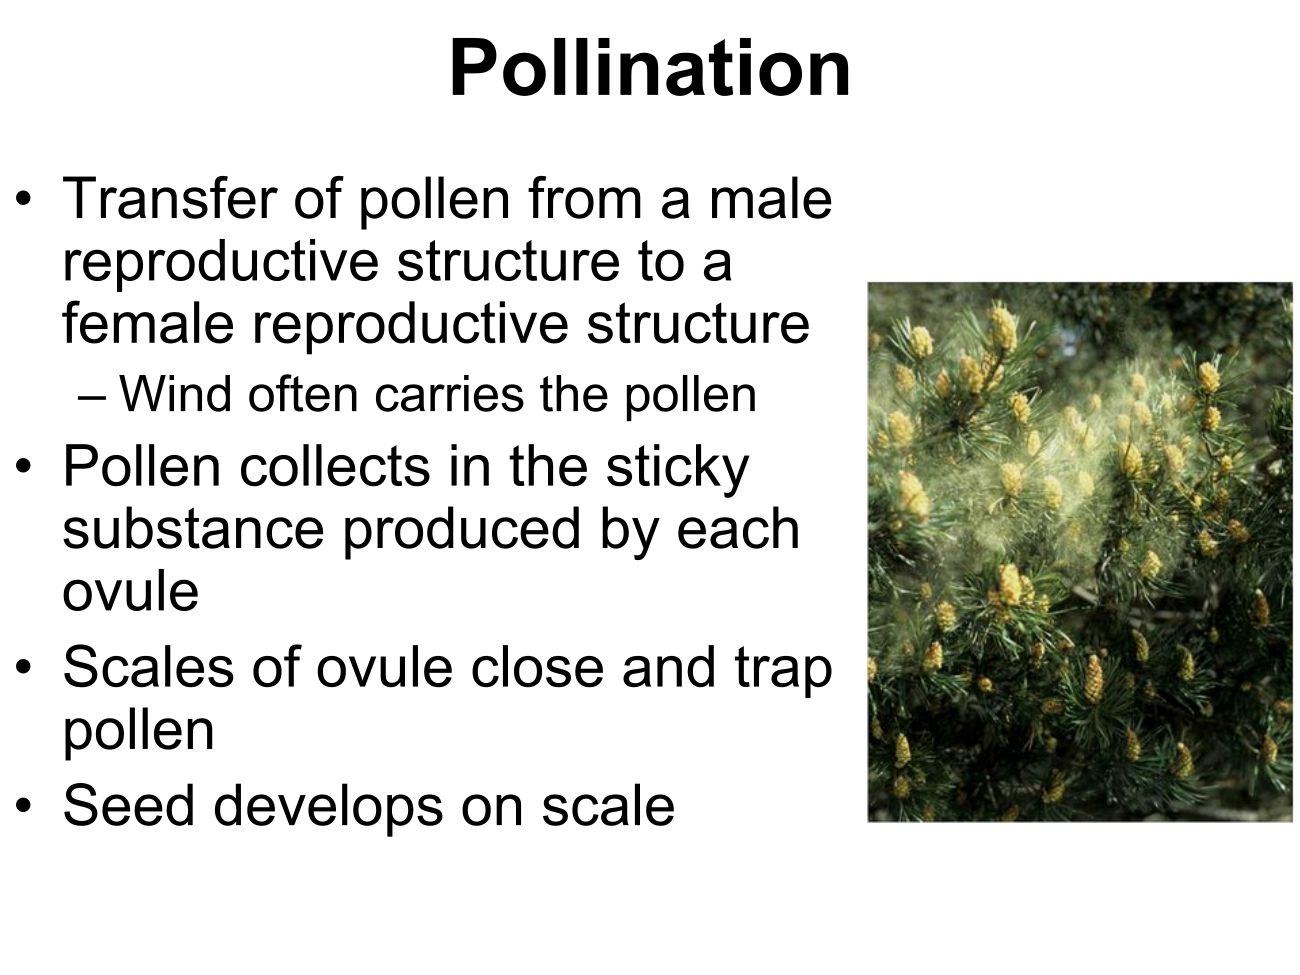 Pollination
• Transfer of pollen from a male
reproductive structure to a
female reproductive structure
– Wind often carries the pollen
• Pollen collects in the sticky
substance produced by each
ovule
• Scales of ovule close and trap
pollen
• Seed develops on scale